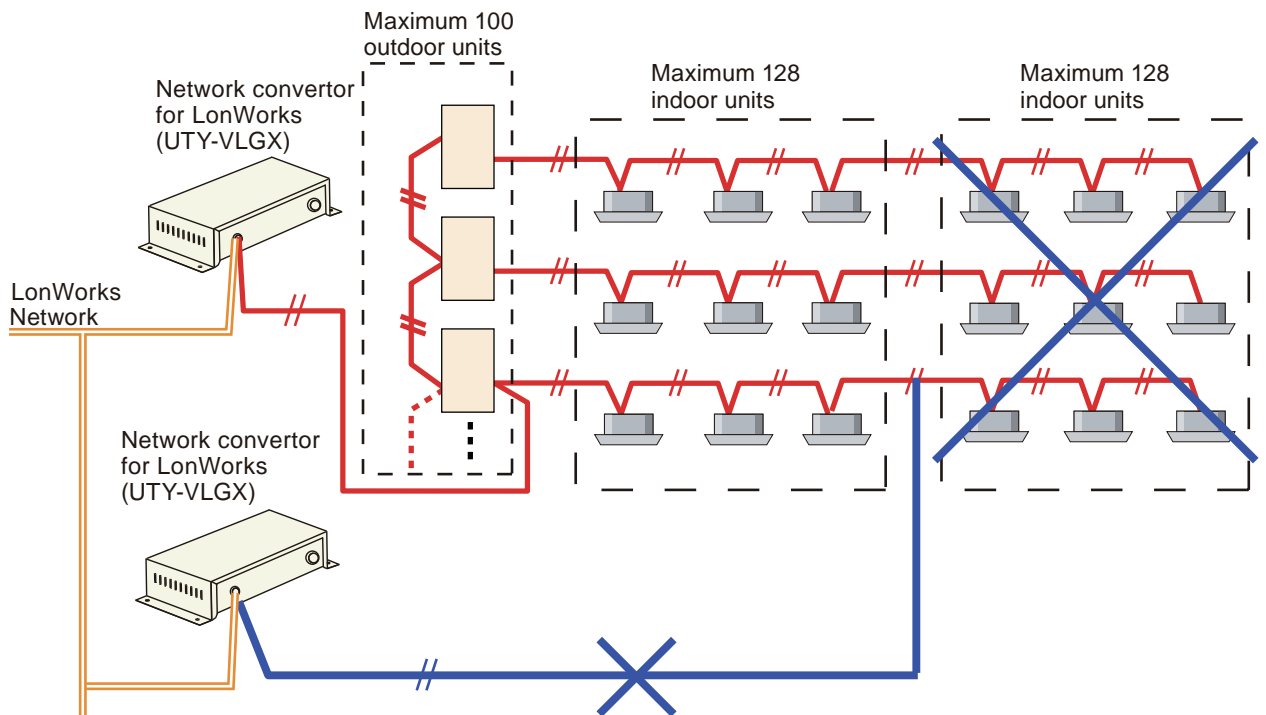 Maximum 100
outdoor units
Network convertor
for LonWorks
(UTY-VLGX)
Maximum 128
indoor units
Maximum 128
indoor units
LonWorks
Network
Network convertor
for LonWorks
(UTY-VLGX)